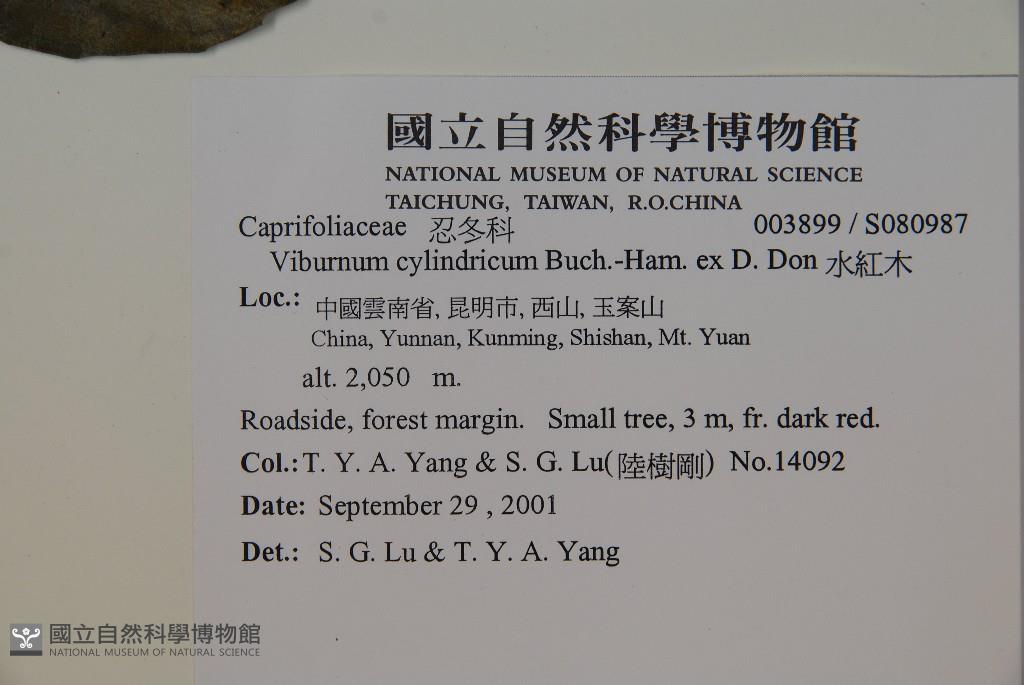 國立自然科學博物館
NATIONAL MUSEUM OF NATURAL SCIENCE
TAICHUNG, TAIWAN, R.O.CHINA
Caprifoliaceae 忍冬科 003899 / S080987
Viburnum cylindricum Buch.-Ham. ex D. Don 水紅木
Loc.: 中國雲南省, 昆明市, 西山, 玉案山
China, Yunnan, Kunming, Shishan, Mt. Yuan
alt. 2,050 m.
Roadside, forest margin. Small tree, 3 m, fr. dark red.
Col.: T. Y. A. Yang & S. G. Lu(陸樹剛) No.14092
Date: September 29 , 2001
Det.: S. G. Lu & T. Y. A. Yang
國立自然科學博物館
NATIONAL MUSEUM OF NATURAL SCIENCE